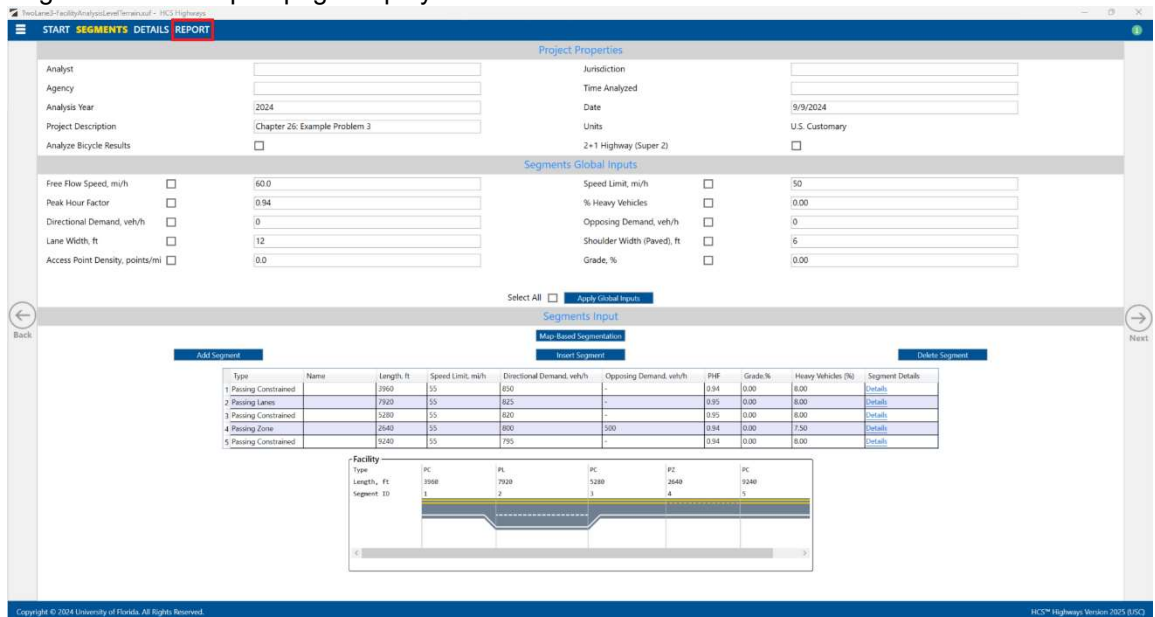 TwoLane3-FacilityAnalysisLevelTerrain.xuf - HCS Highways
START SEGMENTS DETAILS REPORT
Project Properties
Analyst Jurisdiction
Agency Time Analyzed
Analysis Year 2024 Date 9/9/2024
Project Description Chapter 26: Example Problem 3 Units U.S. Customary
Analyze Bicycle Results 2+1 Highway (Super 2)
Segments Global Inputs
Free Flow Speed, mi/h 60.0 Speed Limit, mi/h 50
Peak Hour Factor 0.94 % Heavy Vehicles 0.00
Directional Demand, veh/h 0 Opposing Demand, veh/h 0
Lane Width, ft 12 Shoulder Width (Paved), ft 6
Access Point Density, points/mi 0.0 Grade, % 0.00
Select All Apply Global Inputs
Segments Input
Back Next
Map-Based Segmentation
Add Segment Insert Segment Delete Segment
Type Name Length, ft Speed Limit, mi/h Directional Demand, veh/h Opposing Demand, veh/h PHF Grade,% Heavy Vehicles (%) Segment Details
1 Passing Constrained 3960 55 850 - 0.94 0.00 8.00 Details
2 Passing Lanes 7920 55 825 - 0.95 0.00 8.00 Details
3 Passing Constrained 5280 55 820 - 0.95 0.00 8.00 Details
4 Passing Zone 2640 55 800 500 0.94 0.00 7.50 Details
5 Passing Constrained 9240 55 795 - 0.94 0.00 8.00 Details
Facility
Type PC PL PC PZ PC
Length, ft 3960 7920 5280 2640 9240
Segment ID 1 2 3 4 5
Copyright © 2024 University of Florida. All Rights Reserved. HCS™ Highways Version 2025 (USC)